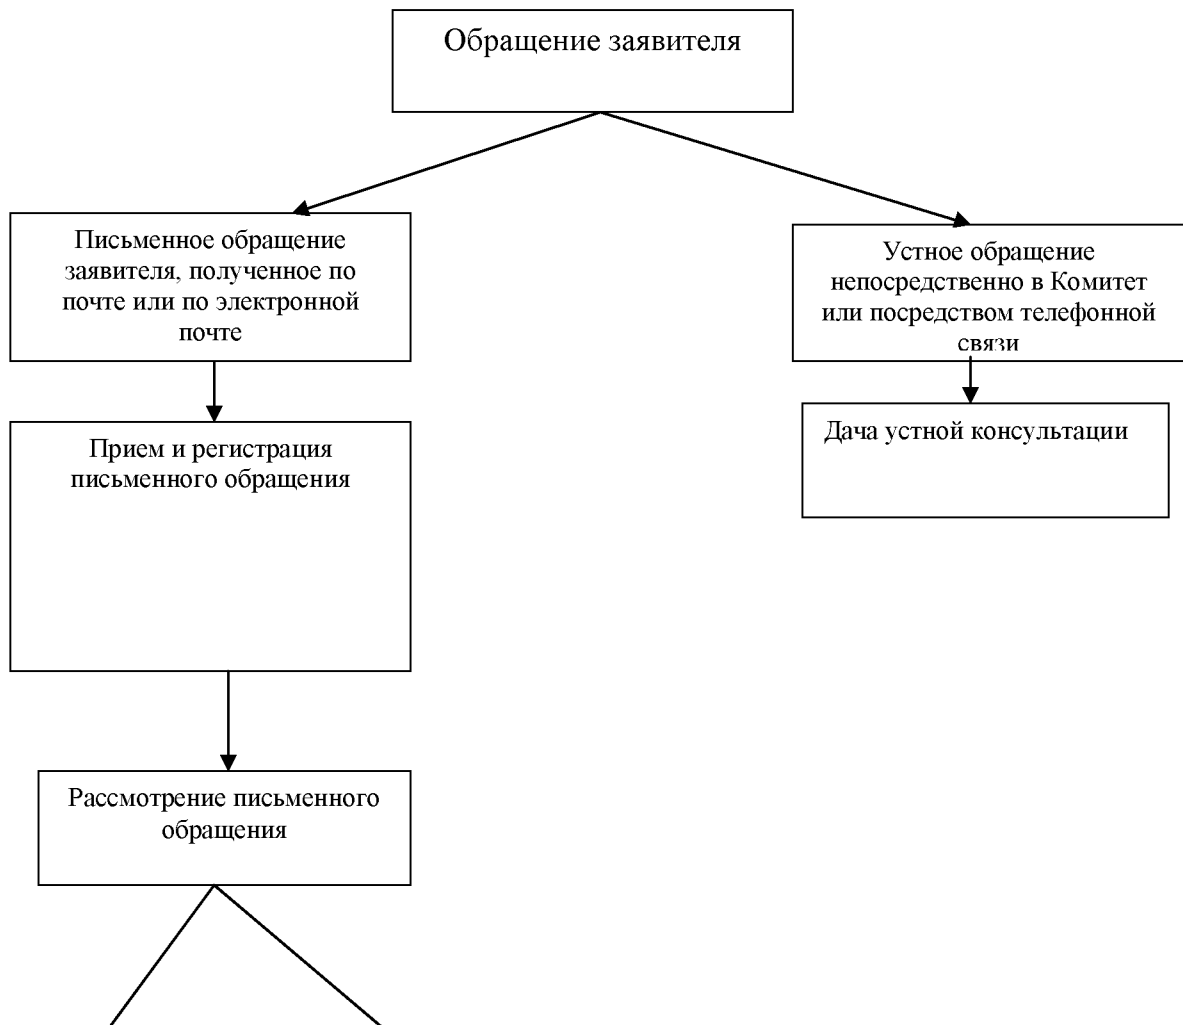 Обращение заявителя
Письменное обращение
заявителя, полученное по
почте или по электронной
почте
Устное обращение
непосредственно в Комитет
или посредством телефонной
связи
Прием и регистрация
письменного обращения
Дача устной консультации
Рассмотрение письменного
обращения